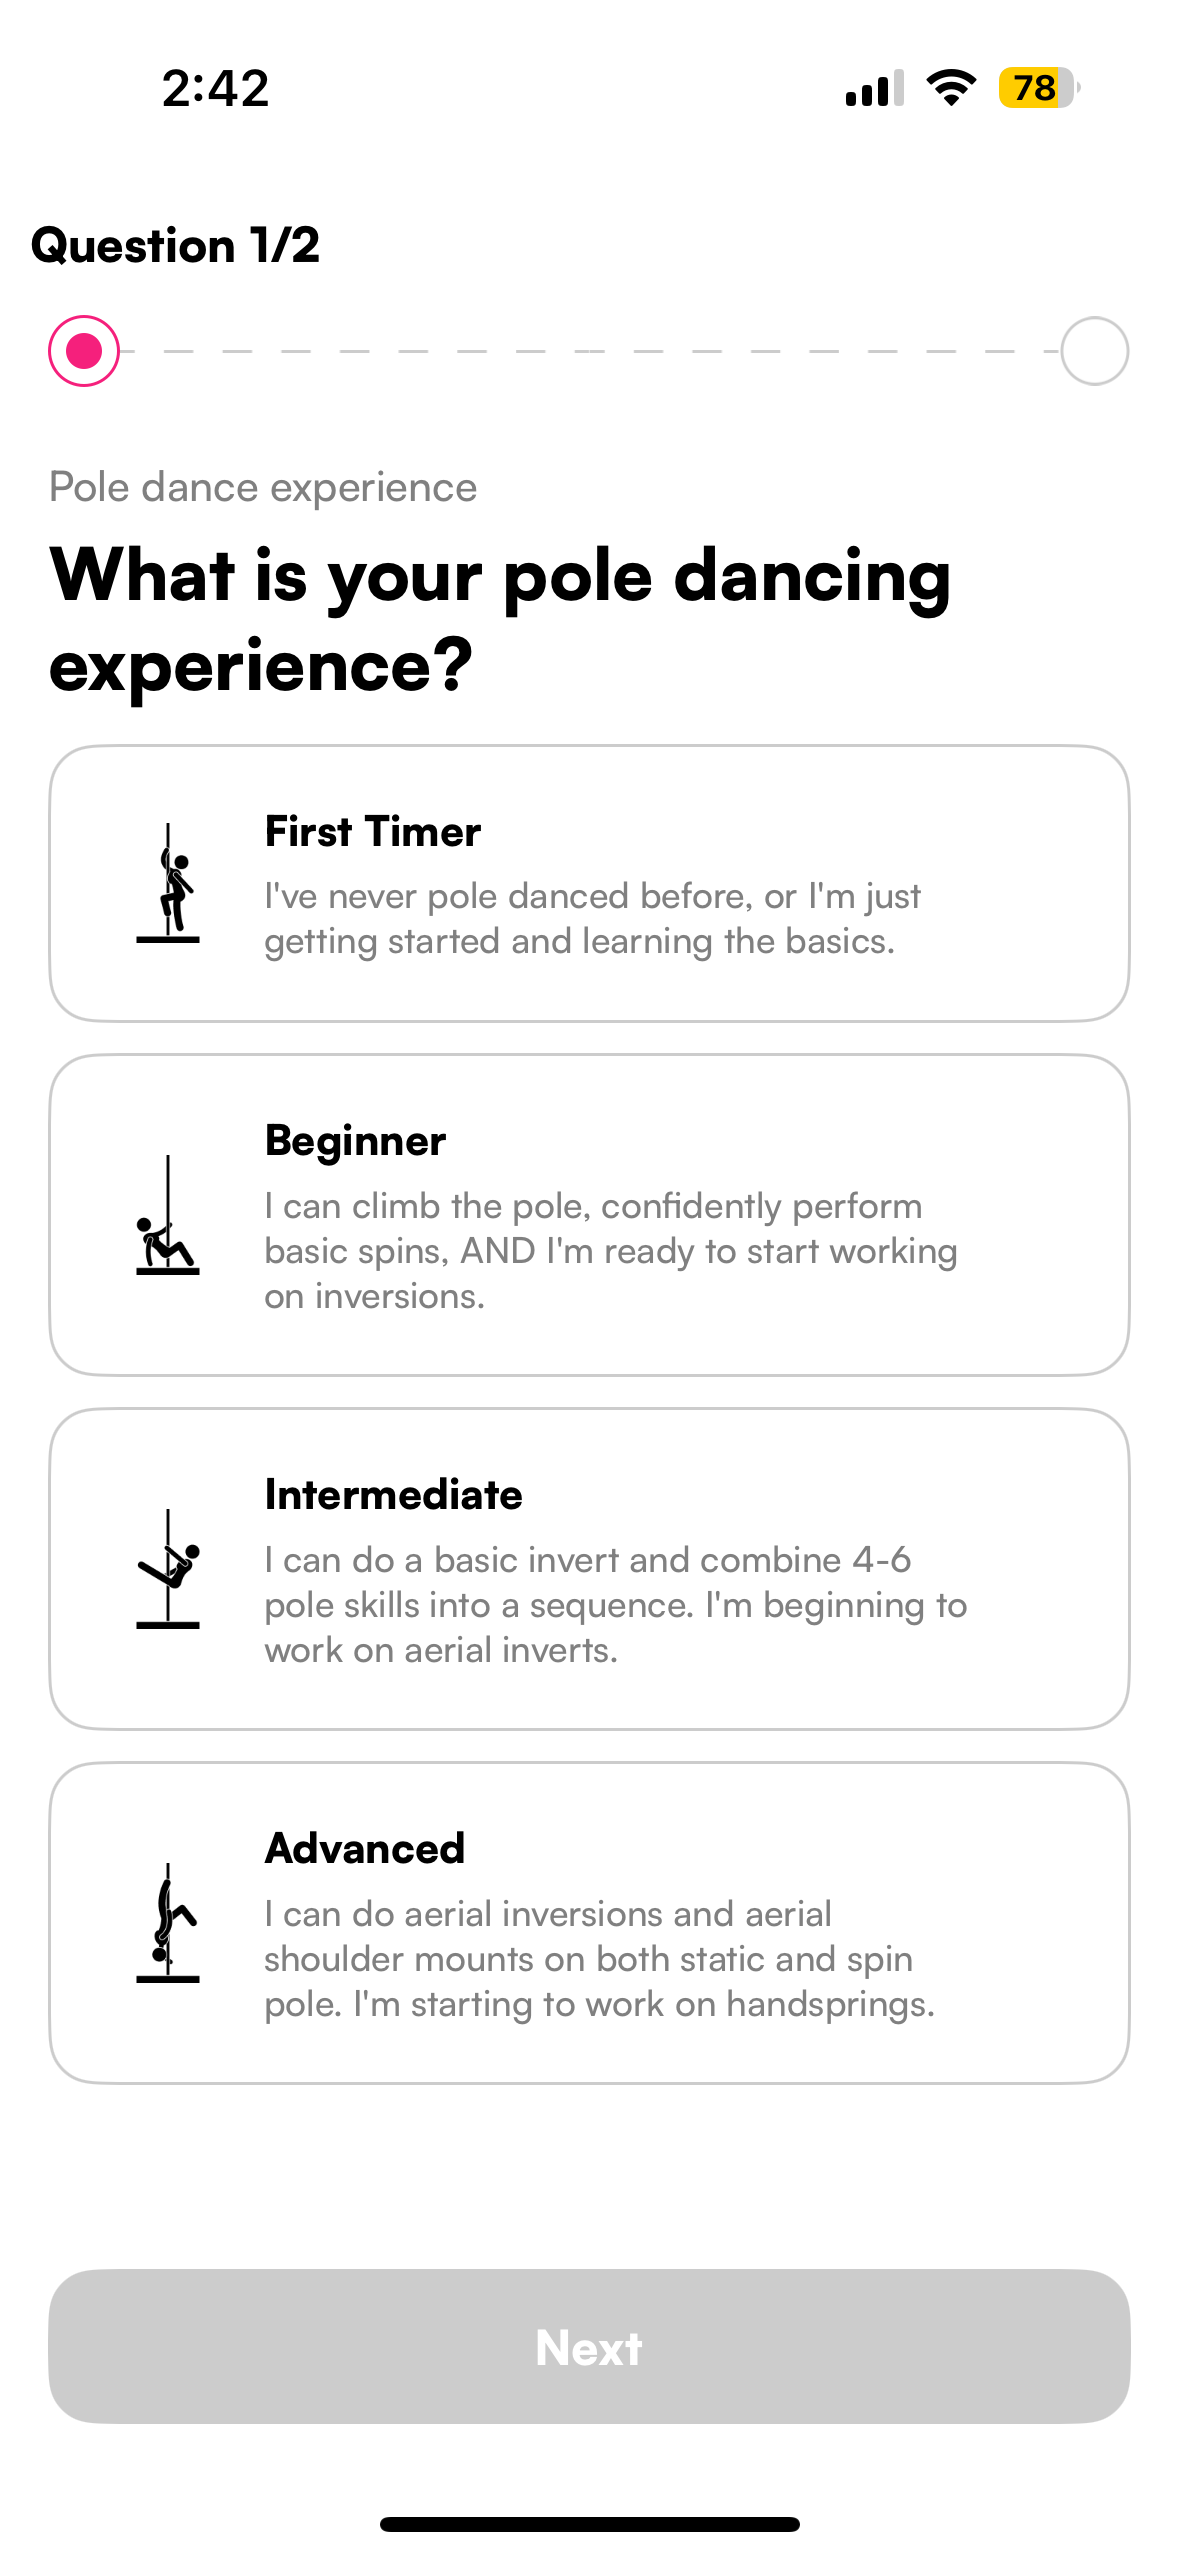 2:42
78
Question 1/2
Pole dance experience
What is your pole dancing
experience?
First Timer
I've never pole danced before, or I'm just
getting started and learning the basics.
Beginner
I can climb the pole, confidently perform
basic spins, AND I'm ready to start working
on inversions.
Intermediate
I can do a basic invert and combine 4-6
pole skills into a sequence. I'm beginning to
work on aerial inverts.
Advanced
I can do aerial inversions and aerial
shoulder mounts on both static and spin
pole. I'm starting to work on handsprings.
Next